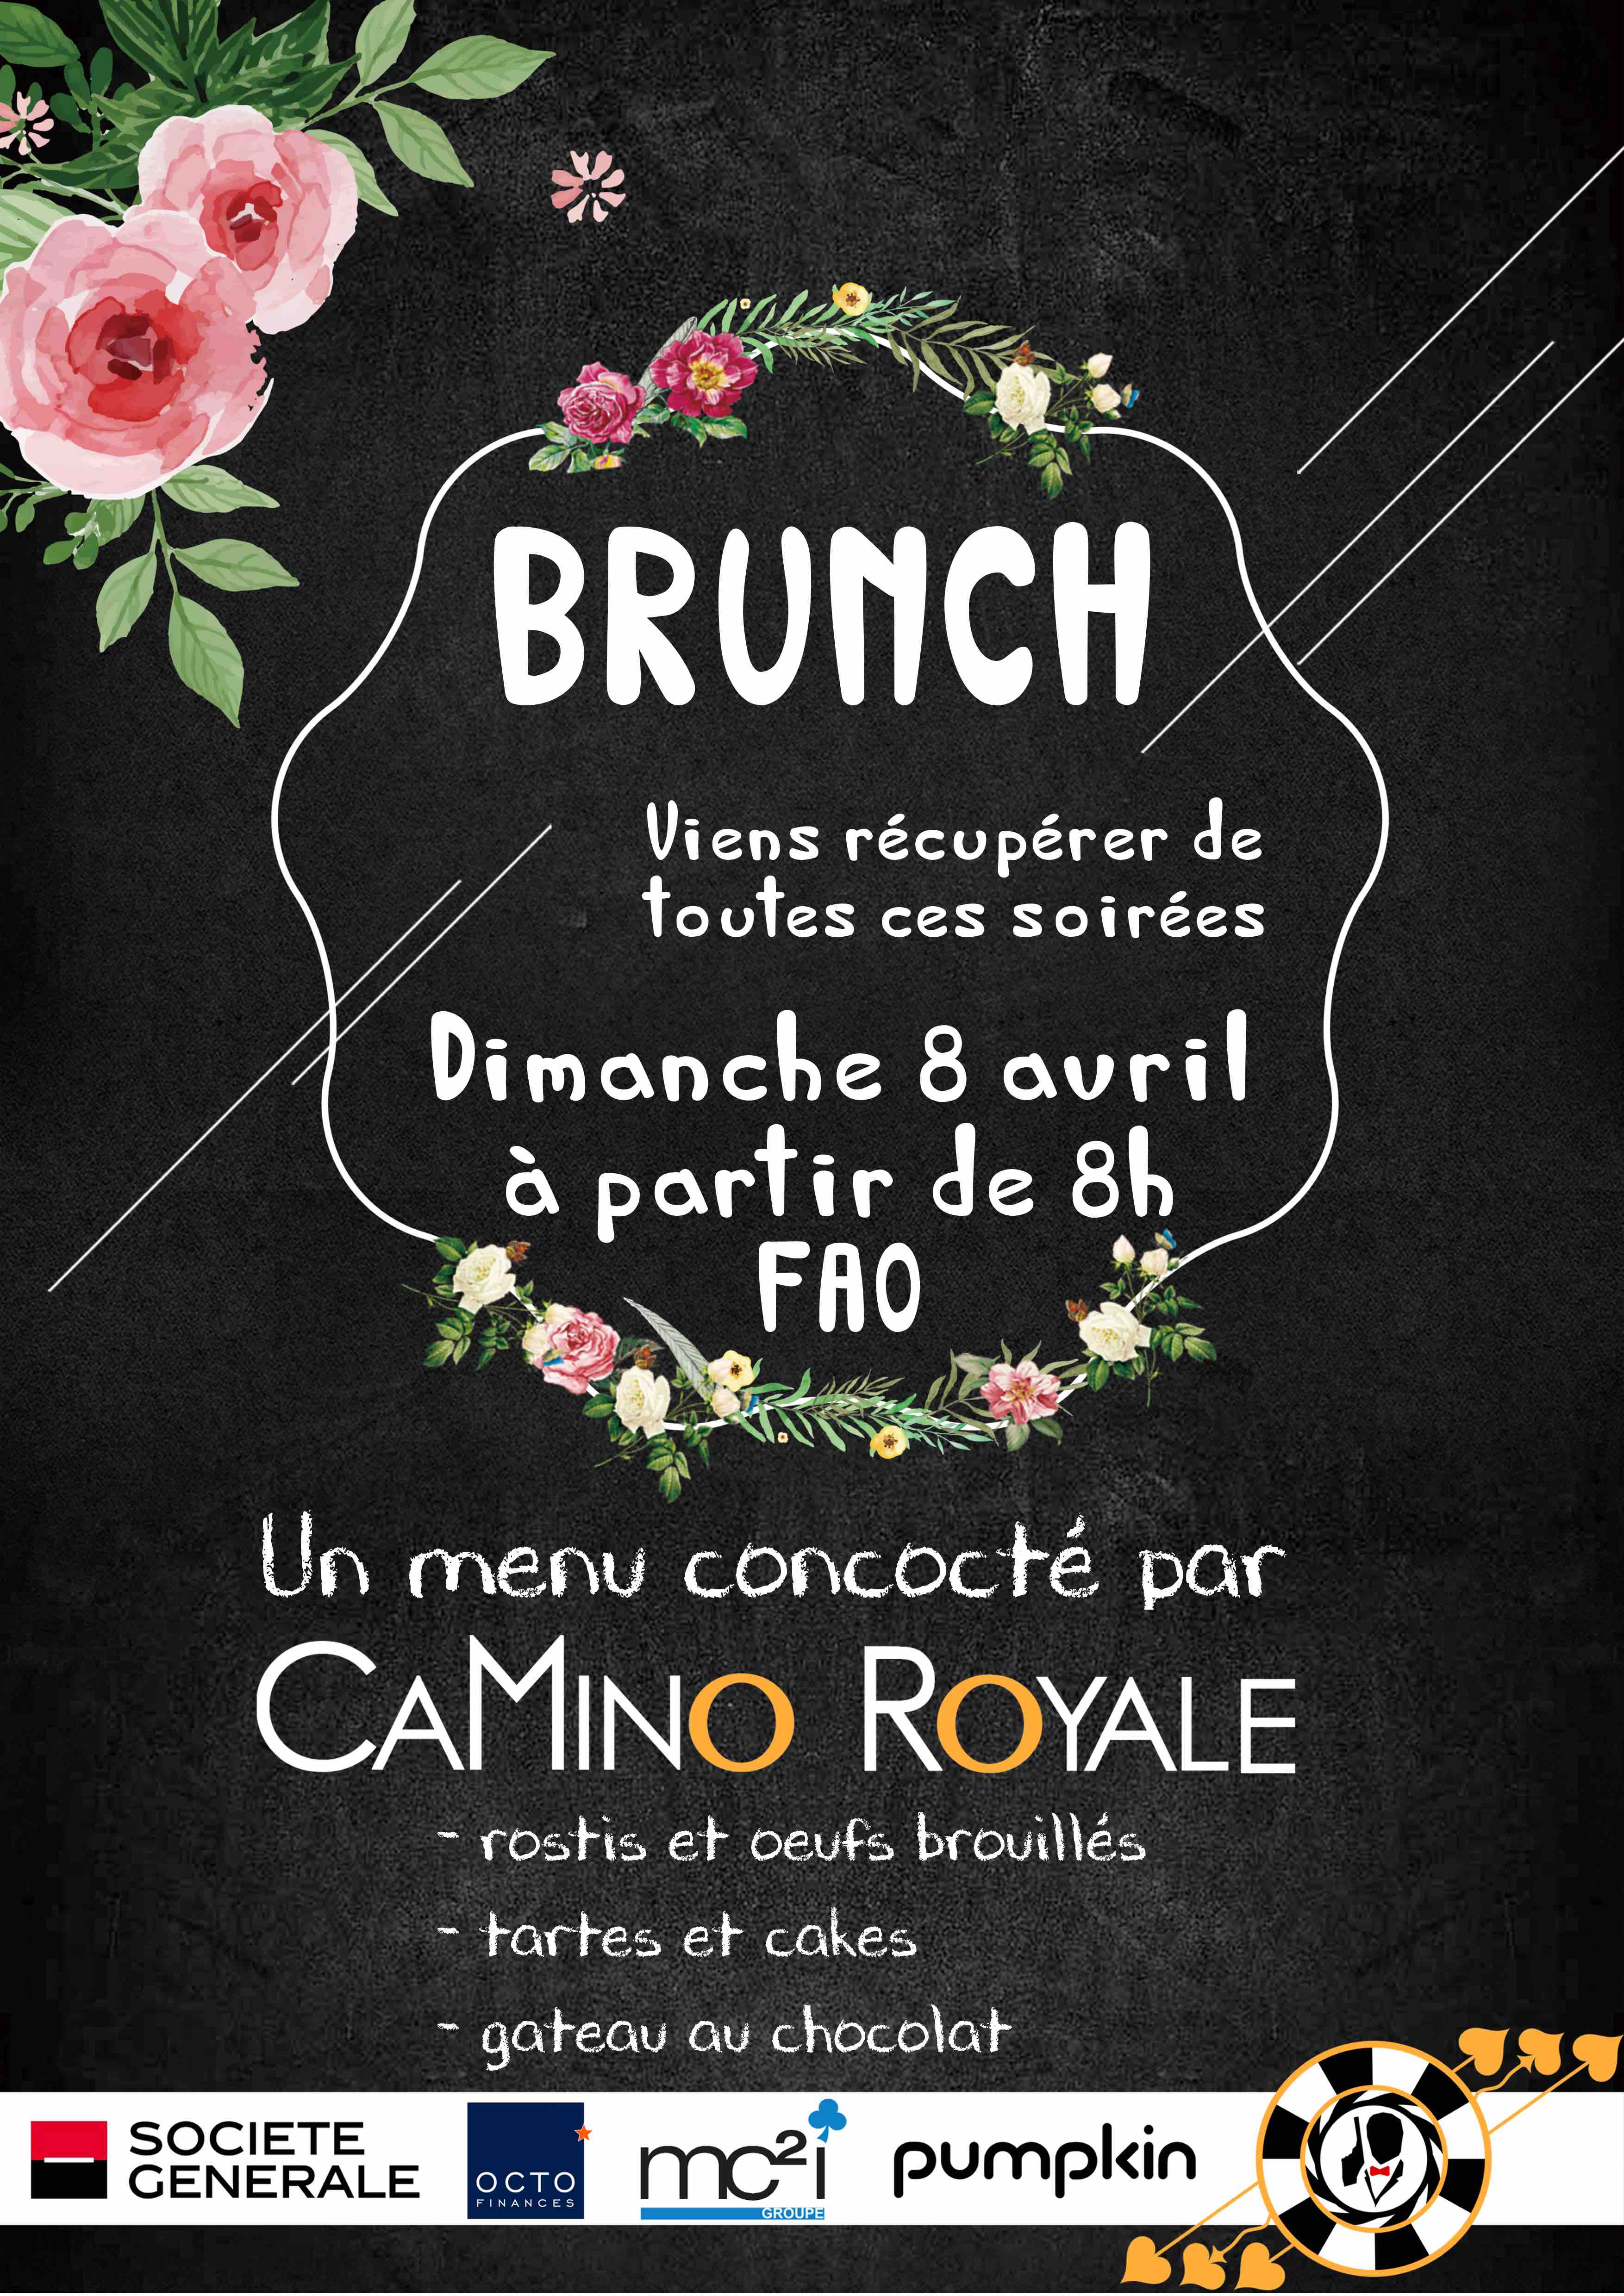 BRUNCH
Viens récupérer de
toutes ces soirées
Dimanche 8 avril
à partir de 8h
FAO
Un menu concocté par
CAMINO ROYALE
- rostis et oeufs brouillés
- tartes et cakes
- gateau au chocolat
SOCIETE
GENERALE
OCTO
FINANCES
mc²i
GROUPE
pumpkin